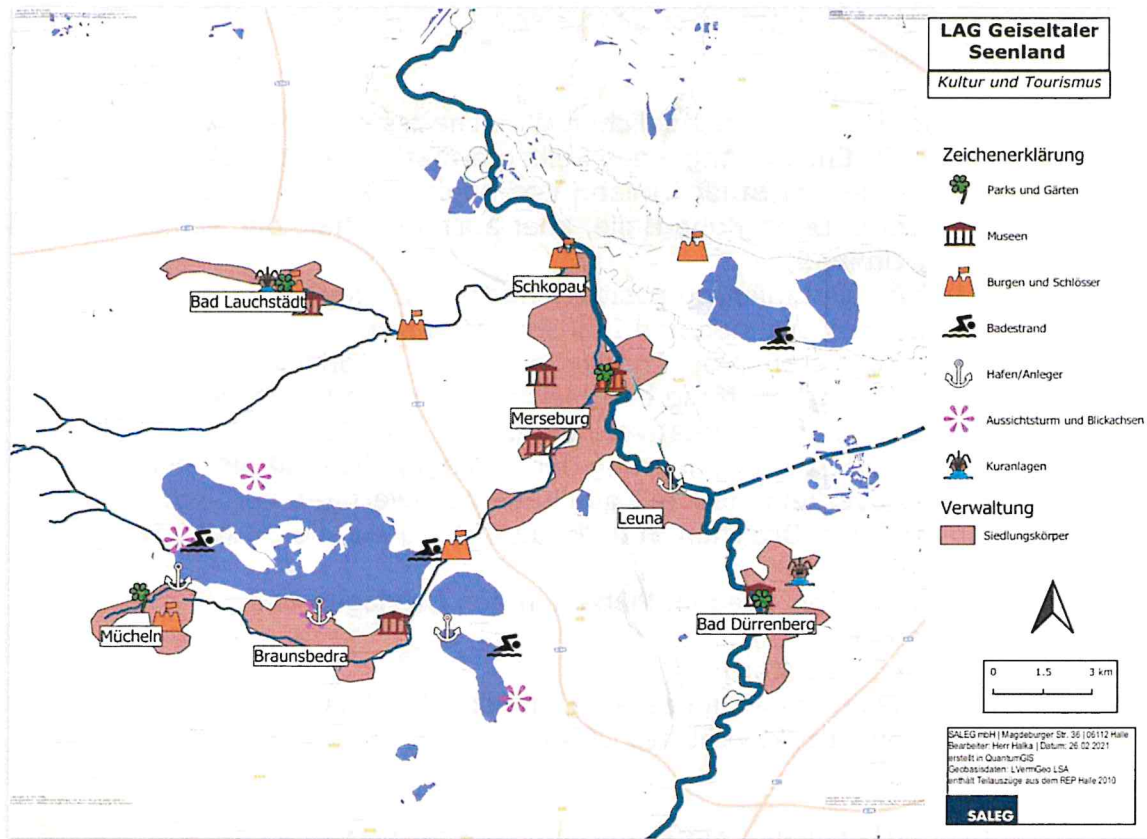 LAG Geiseltaler
Seenland
Kultur und Tourismus
Zeichenerklärung
Parks und Gärten
Museen
Burgen und Schlösser
Badestrand
Hafen/Anleger
Aussichtsturm und Blickachsen
Kuranlagen
Verwaltung
Siedlungskörper
Schkopau
Bad Lauchstädt
Merseburg
Leuna
Mücheln
Braunsbedra
Bad Dürrenberg
0 1.5 3 km
SALEG mbH | Magdeburger Str. 36 | 06112 Halle
Bearbeiter: Herr Halka | Datum: 26.02.2021
erstellt in QuantumGIS
Geobasisdaten: LVermGeo LSA
enthält Teilauszüge aus dem REP Halle 2010
SALEG